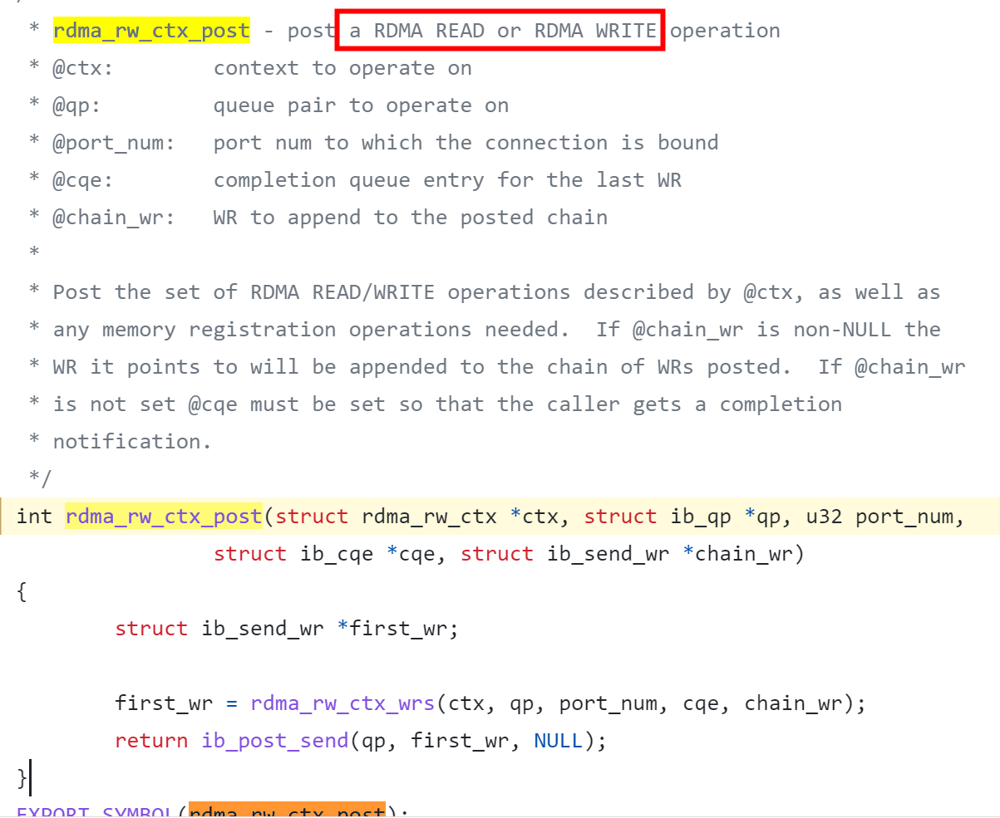 * rdma_rw_ctx_post - post a RDMA READ or RDMA WRITE operation
* @ctx: context to operate on
* @qp: queue pair to operate on
* @port_num: port num to which the connection is bound
* @cqe: completion queue entry for the last WR
* @chain_wr: WR to append to the posted chain
*
* Post the set of RDMA READ/WRITE operations described by @ctx, as well as
* any memory registration operations needed.  If @chain_wr is non-NULL the
* WR it points to will be appended to the chain of WRs posted.  If @chain_wr
* is not set @cqe must be set so that the caller gets a completion
* notification.
*/
int rdma_rw_ctx_post(struct rdma_rw_ctx *ctx, struct ib_qp *qp, u32 port_num,
struct ib_cqe *cqe, struct ib_send_wr *chain_wr)
{
struct ib_send_wr *first_wr;
first_wr = rdma_rw_ctx_wrs(ctx, qp, port_num, cqe, chain_wr);
return ib_post_send(qp, first_wr, NULL);
}
EXPORT_SYMBOL(rdma_rw_ctx_post);